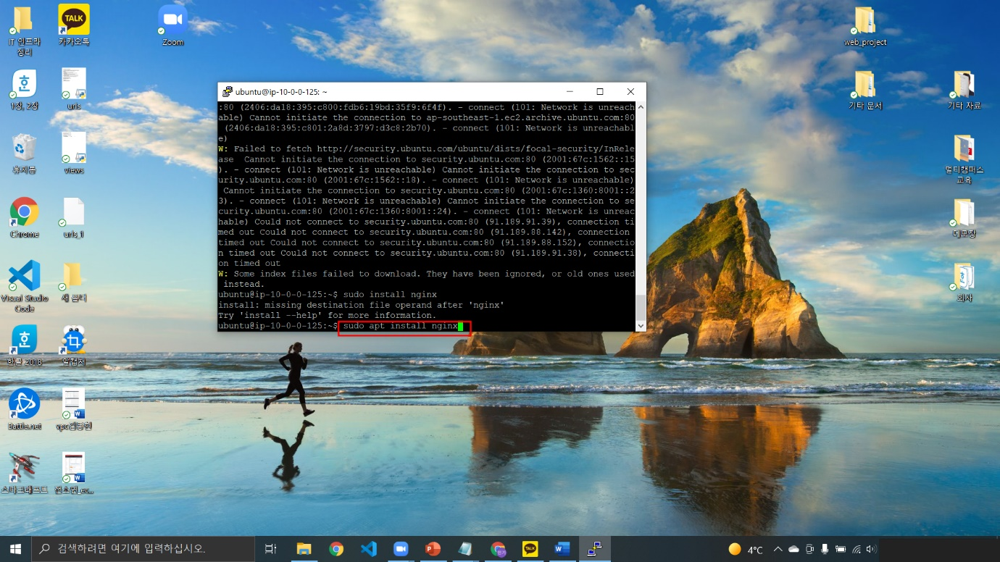 IT 인프라
정리
카카오톡
Zoom
web_project
1장, 2장
urls
기타 문서
기타 자료
휴지통
views
멀티캠퍼스
교육
Chrome
urls_1
메모장
Visual Studio
Code
새 폴더
회사
한글 2018
알캡처
Battle.net
스타크래프트
TALK
ubuntu@ip-10-0-0-125: ~
:80 (2406:da18:395:c800:fdb6:19bd:35f9:6f4f). - connect (101: Network is unreach
able) Cannot initiate the connection to ap-southeast-1.ec2.archive.ubuntu.com:80
(2406:da18:395:c801:2a8d:3797:d3c8:2b70). - connect (101: Network is unreachabl
e)
W: Failed to fetch http://security.ubuntu.com/ubuntu/dists/focal-security/InRele
ase  Cannot initiate the connection to security.ubuntu.com:80 (2001:67c:1562::15
). - connect (101: Network is unreachable) Cannot initiate the connection to sec
urity.ubuntu.com:80 (2001:67c:1562::18). - connect (101: Network is unreachable)
Cannot initiate the connection to security.ubuntu.com:80 (2001:67c:1360:8001::2
3). - connect (101: Network is unreachable) Cannot initiate the connection to se
curity.ubuntu.com:80 (2001:67c:1360:8001::24). - connect (101: Network is unreac
hable) Could not connect to security.ubuntu.com:80 (91.189.91.39), connection ti
med out Could not connect to security.ubuntu.com:80 (91.189.88.142), connection
timed out Could not connect to security.ubuntu.com:80 (91.189.88.152), connectio
n timed out Could not connect to security.ubuntu.com:80 (91.189.91.38), connecti
on timed out
W: Some index files failed to download. They have been ignored, or old ones used
instead.
ubuntu@ip-10-0-0-125:~$ sudo install nginx
install: missing destination file operand after 'nginx'
Try 'install --help' for more information.
ubuntu@ip-10-0-0-125:~$ sudo apt install nginx
검색하려면 여기에 입력하십시오.
4°C